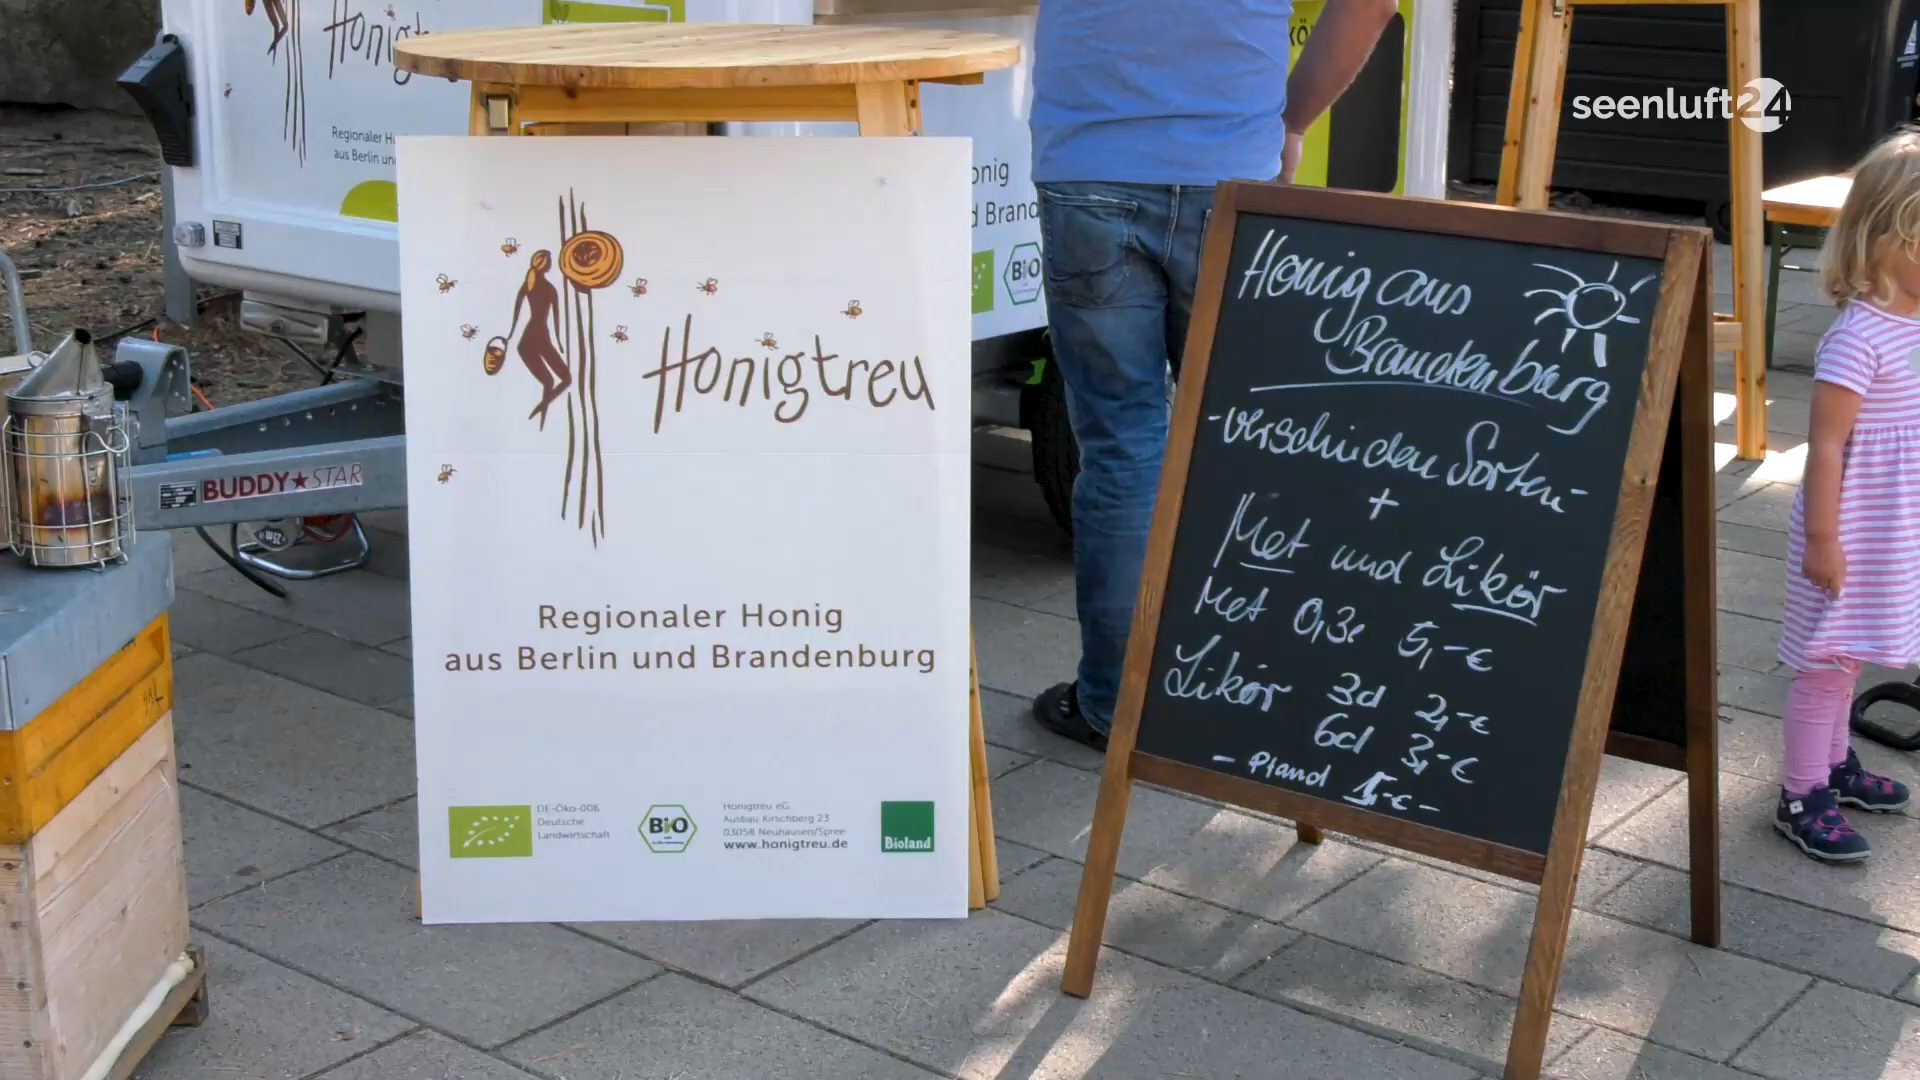 seenluft24
Honigt
Regionaler H
aus Berlin un
onig
d Brand
BIO
BUDDY★STAR
Honigtreu
Regionaler Honig
aus Berlin und Brandenburg
DE-Öko-006
Deutsche
Landwirtschaft
BIO
Honigtreu eG
Ausbau Kirschberg 23
03058 Neuhausen/Spree
www.honigtreu.de
Bioland
Honig aus
Brandenburg
-verschieden Sorten-
+
Met und Likör
Met 0,3l 5,-€
Likör 3cl 2,-€
6cl 3,-€
- Pfand 1,-€ -